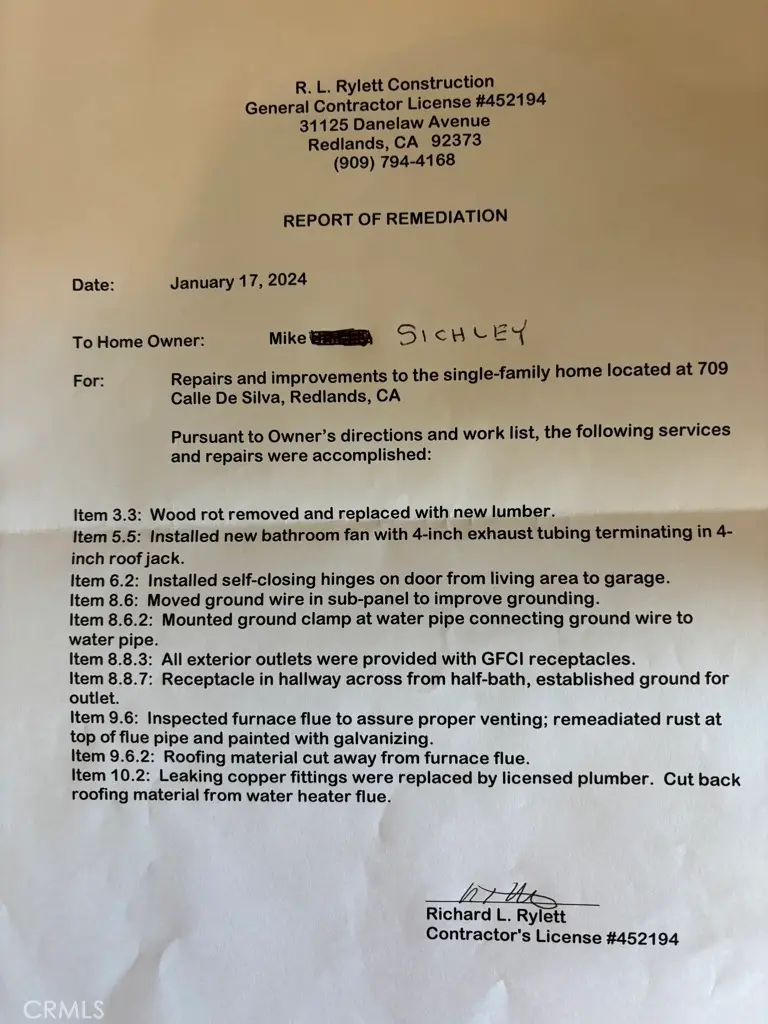 R. L. Rylett Construction
General Contractor License #452194
31125 Danelaw Avenue
Redlands, CA 92373
(909) 794-4168
REPORT OF REMEDIATION
Date: January 17, 2024
To Home Owner: Mike SICHLEY
For: Repairs and improvements to the single-family home located at 709
Calle De Silva, Redlands, CA
Pursuant to Owner's directions and work list, the following services
and repairs were accomplished:
Item 3.3: Wood rot removed and replaced with new lumber.
Item 5.5: Installed new bathroom fan with 4-inch exhaust tubing terminating in 4-
inch roof jack.
Item 6.2: Installed self-closing hinges on door from living area to garage.
Item 8.6: Moved ground wire in sub-panel to improve grounding.
Item 8.6.2: Mounted ground clamp at water pipe connecting ground wire to
water pipe.
Item 8.8.3: All exterior outlets were provided with GFCI receptacles.
Item 8.8.7: Receptacle in hallway across from half-bath, established ground for
outlet.
Item 9.6: Inspected furnace flue to assure proper venting; remeadiated rust at
top of flue pipe and painted with galvanizing.
Item 9.6.2: Roofing material cut away from furnace flue.
Item 10.2: Leaking copper fittings were replaced by licensed plumber. Cut back
roofing material from water heater flue.
Richard L. Rylett
Contractor's License #452194
CRMLS